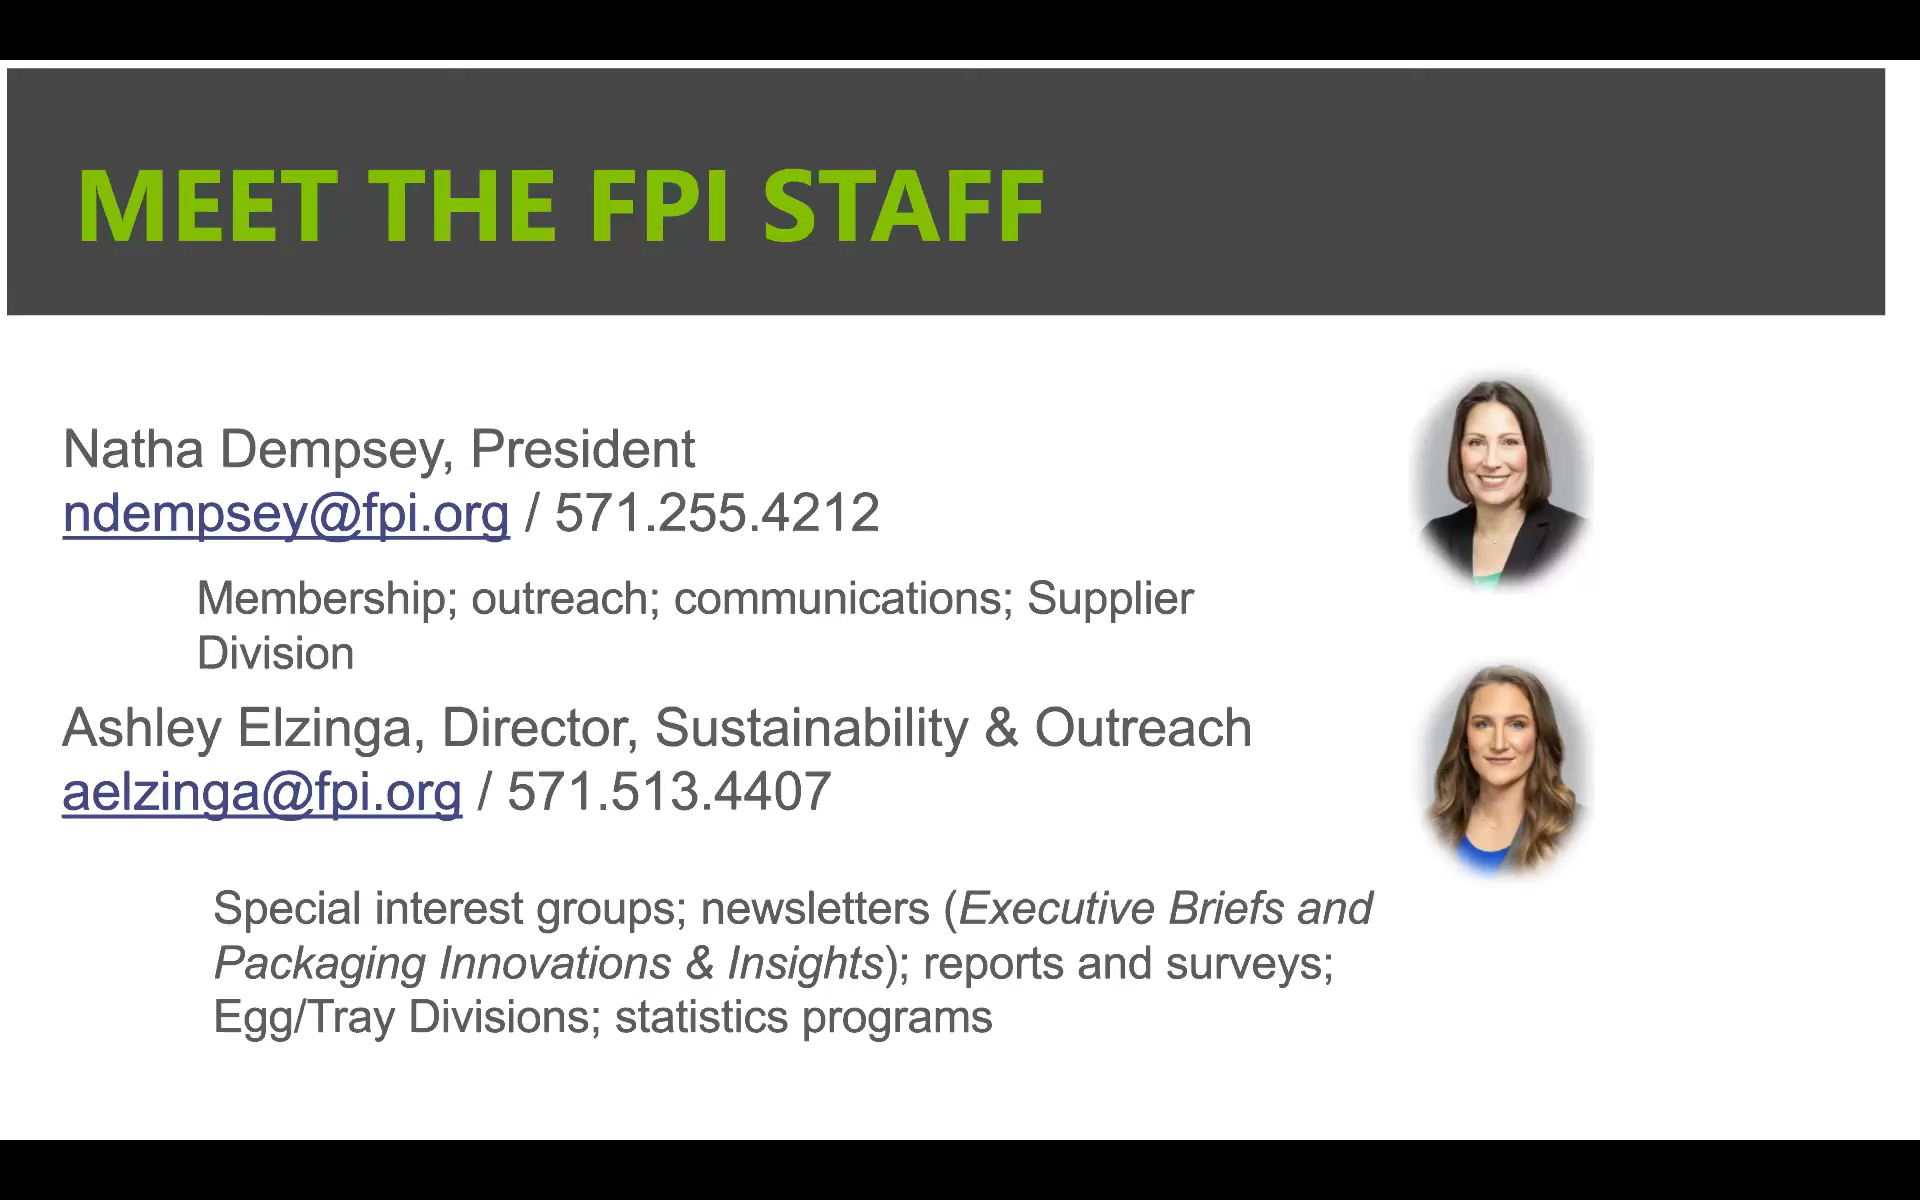 MEET THE FPI STAFF
Natha Dempsey, President
ndempsey@fpi.org / 571.255.4212
Membership; outreach; communications; Supplier
Division
Ashley Elzinga, Director, Sustainability & Outreach
aelzinga@fpi.org / 571.513.4407
Special interest groups; newsletters (Executive Briefs and
Packaging Innovations & Insights); reports and surveys;
Egg/Tray Divisions; statistics programs